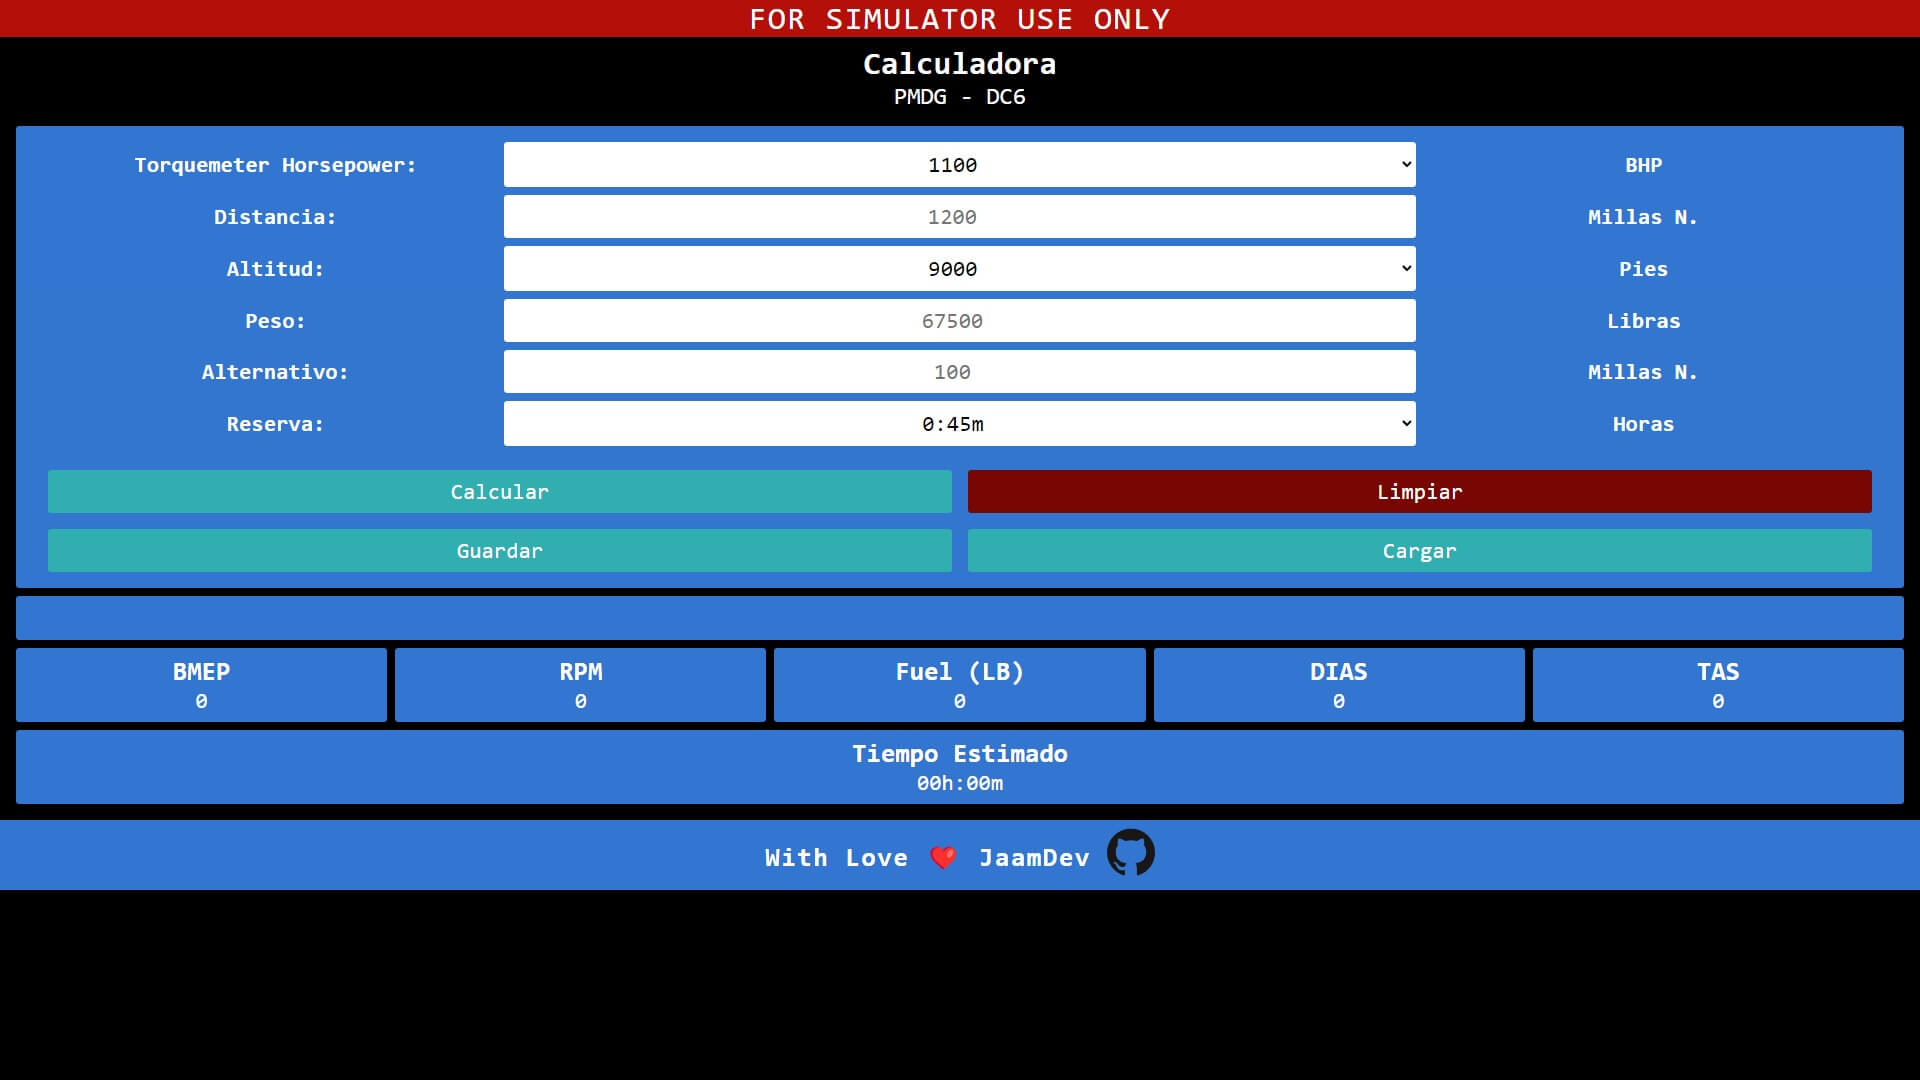 FOR SIMULATOR USE ONLY
Calculadora
PMDG - DC6
Torquemeter Horsepower: 1100 BHP
Distancia: 1200 Millas N.
Altitud: 9000 Pies
Peso: 67500 Libras
Alternativo: 100 Millas N.
Reserva: 0:45m Horas
Calcular Limpiar
Guardar Cargar
BMEP RPM Fuel (LB) DIAS TAS
0 0 0 0 0
Tiempo Estimado
00h:00m
With Love ❤️ JaamDev